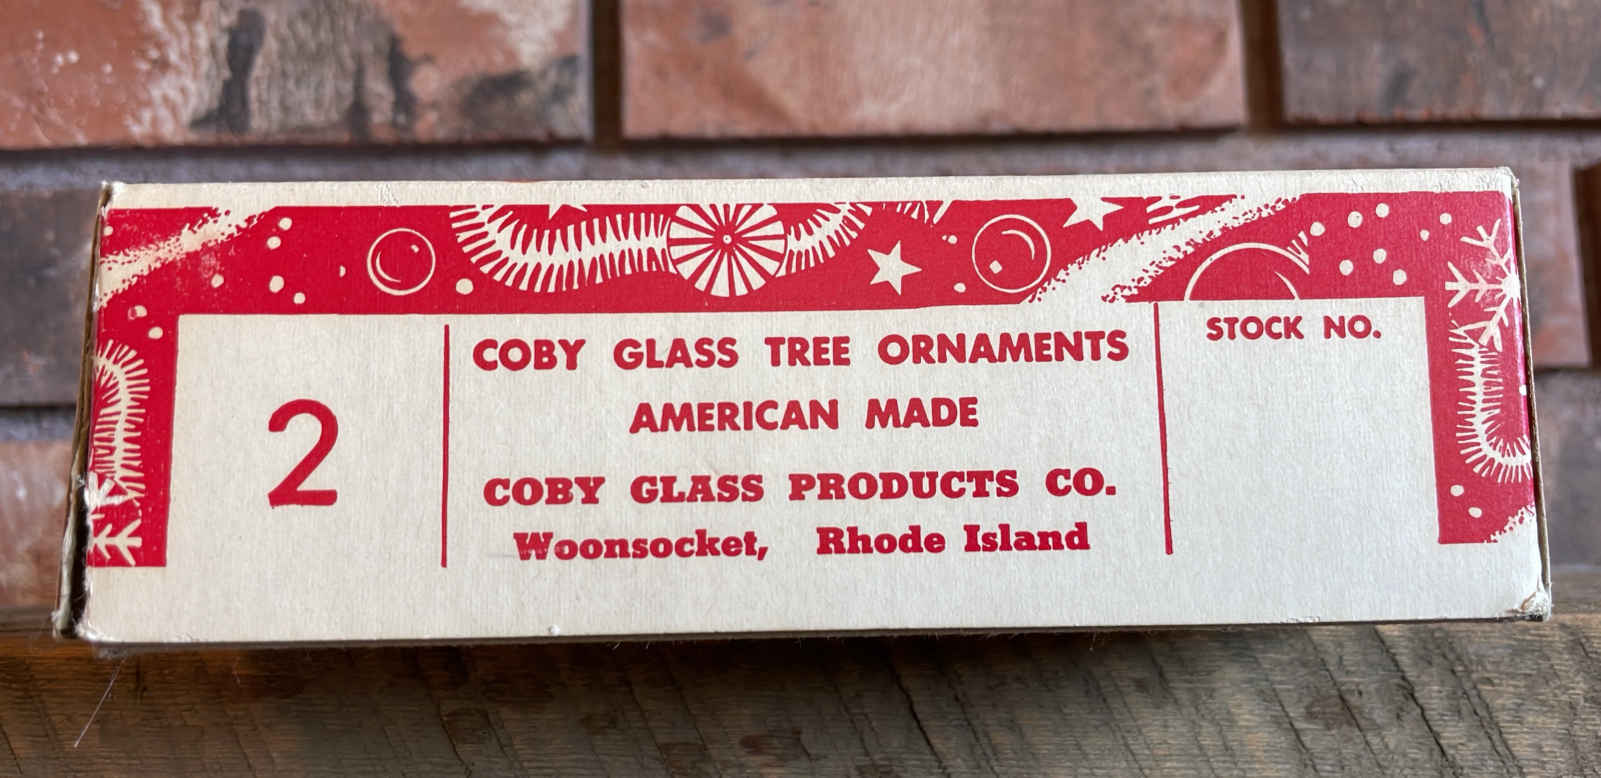 2
COBY GLASS TREE ORNAMENTS
AMERICAN MADE
COBY GLASS PRODUCTS CO.
Woonsocket, Rhode Island
STOCK NO.